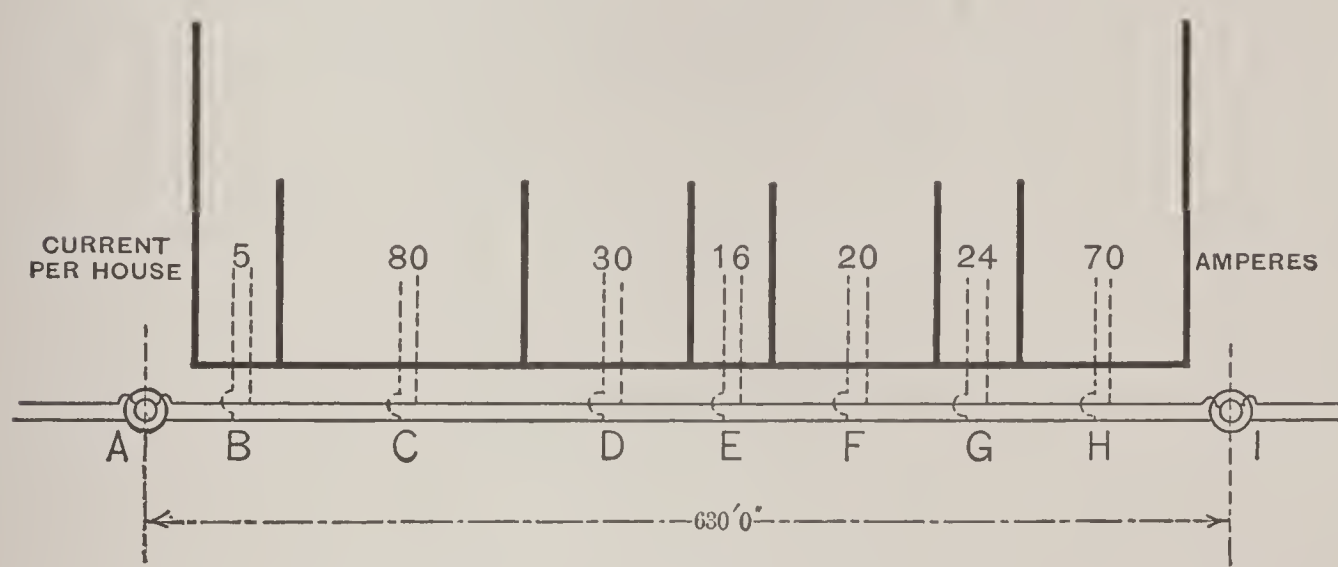 CURRENT
PER HOUSE
5 80 30 16 20 24 70 AMPERES
A B C D E F G H I
630'0"